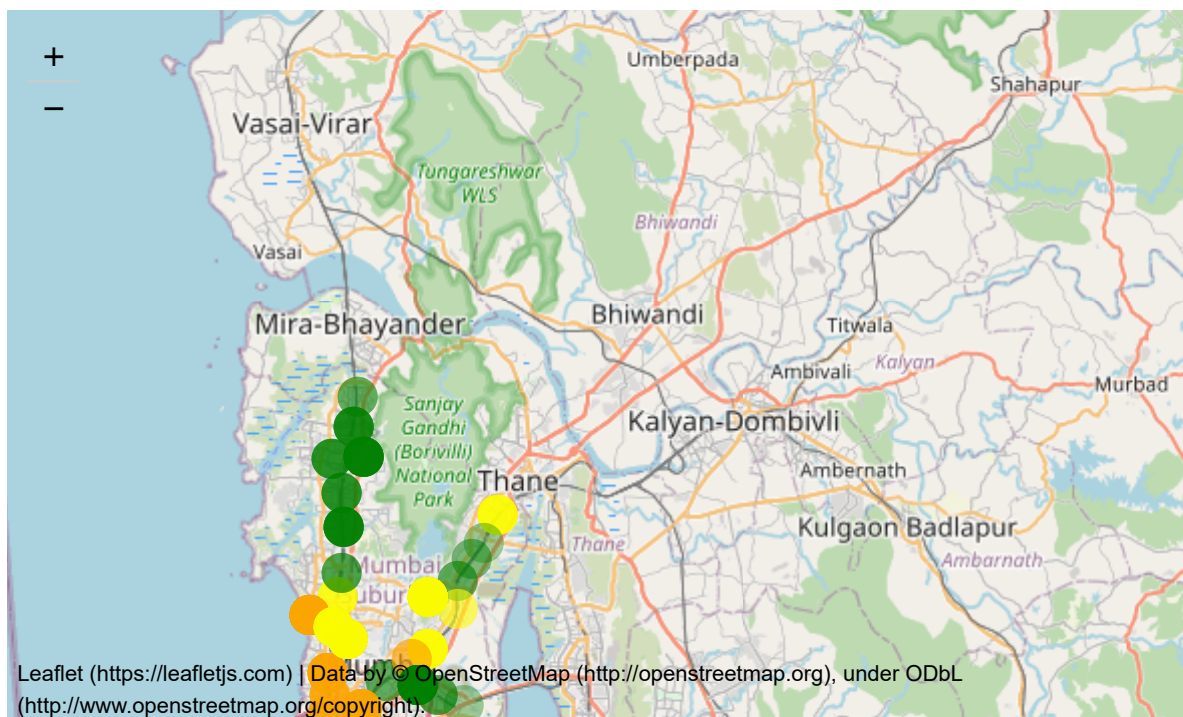 +
−
Umberpada
Shahapur
Vasai-Virar
Tungareshwar
WLS
Bhiwandi
Vasai
Bhiwandi
Mira-Bhayander
Titwala
Kalyan
Ambivali
Murbad
Sanjay
Gandhi
(Borivilli)
National
Park
Kalyan-Dombivli
Ambernath
Thane
Kulgaon Badlapur
Thane
Ambarnath
Mumbai
Leaflet (https://leafletjs.com) | Data by © OpenStreetMap (http://openstreetmap.org), under ODbL
(http://www.openstreetmap.org/copyright).